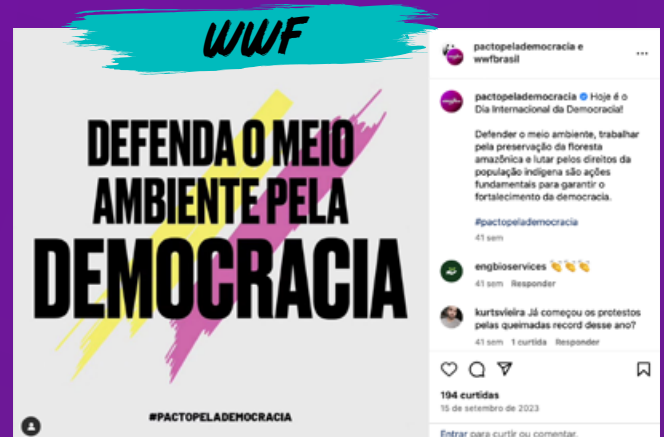 WWF
DEFENDA O MEIO
AMBIENTE PELA
DEMOCRACIA
#PACTOPELADEMOCRACIA
pactopelademocracia e
wwfbrasil
pactopelademocracia Hoje é o
Dia Internacional da Democracia!
Defender o meio ambiente, trabalhar
pela preservação da floresta
amazônica e lutar pelos direitos da
população indígena são ações
fundamentais para garantir o
fortalecimento da democracia.
#pactopelademocracia
41 sem
engbioservices 👏👏👏
41 sem Responder
kurtsvieira Já começou os protestos
pelas queimadas record desse ano?
41 sem 1 curtida Responder
194 curtidas
15 de setembro de 2023
Entrar para curtir ou comentar.